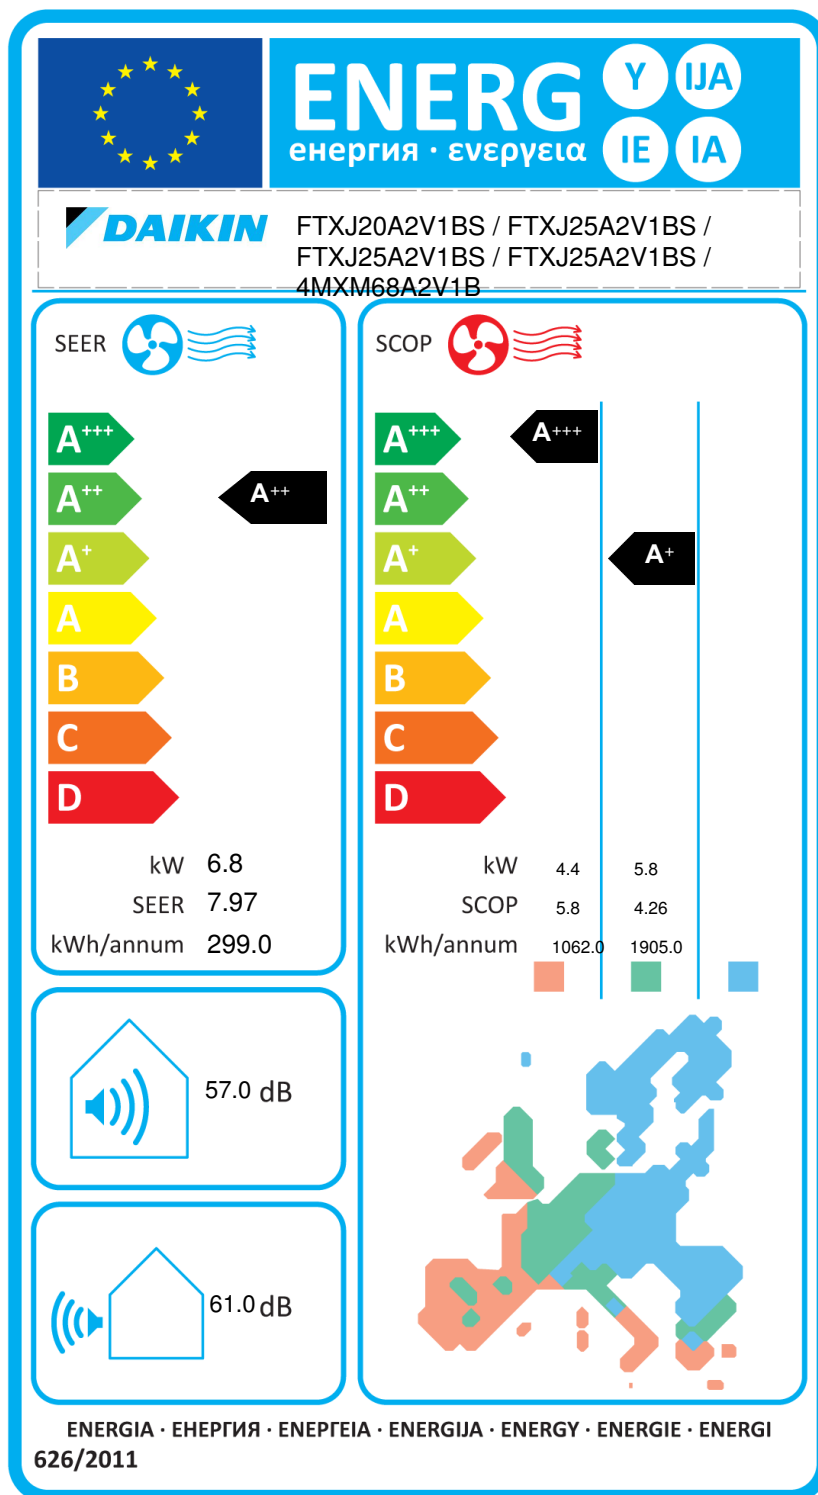 ENERG
енергия · ενεργεια
Y IJA
IE IA
DAIKIN
FTXJ20A2V1BS / FTXJ25A2V1BS /
FTXJ25A2V1BS / FTXJ25A2V1BS /
4MXM68A2V1B
SEER
A+++
A++
A+
A
B
C
D
A++
kW 6.8
SEER 7.97
kWh/annum 299.0
SCOP
A+++
A++
A+
A
B
C
D
A+++
A+
kW 4.4 5.8
SCOP 5.8 4.26
kWh/annum 1062.0 1905.0
57.0 dB
61.0 dB
ENERGIA · ЕНЕРГИЯ · ΕΝΕΡΓΕΙΑ · ENERGIJA · ENERGY · ENERGIE · ENERGI
626/2011